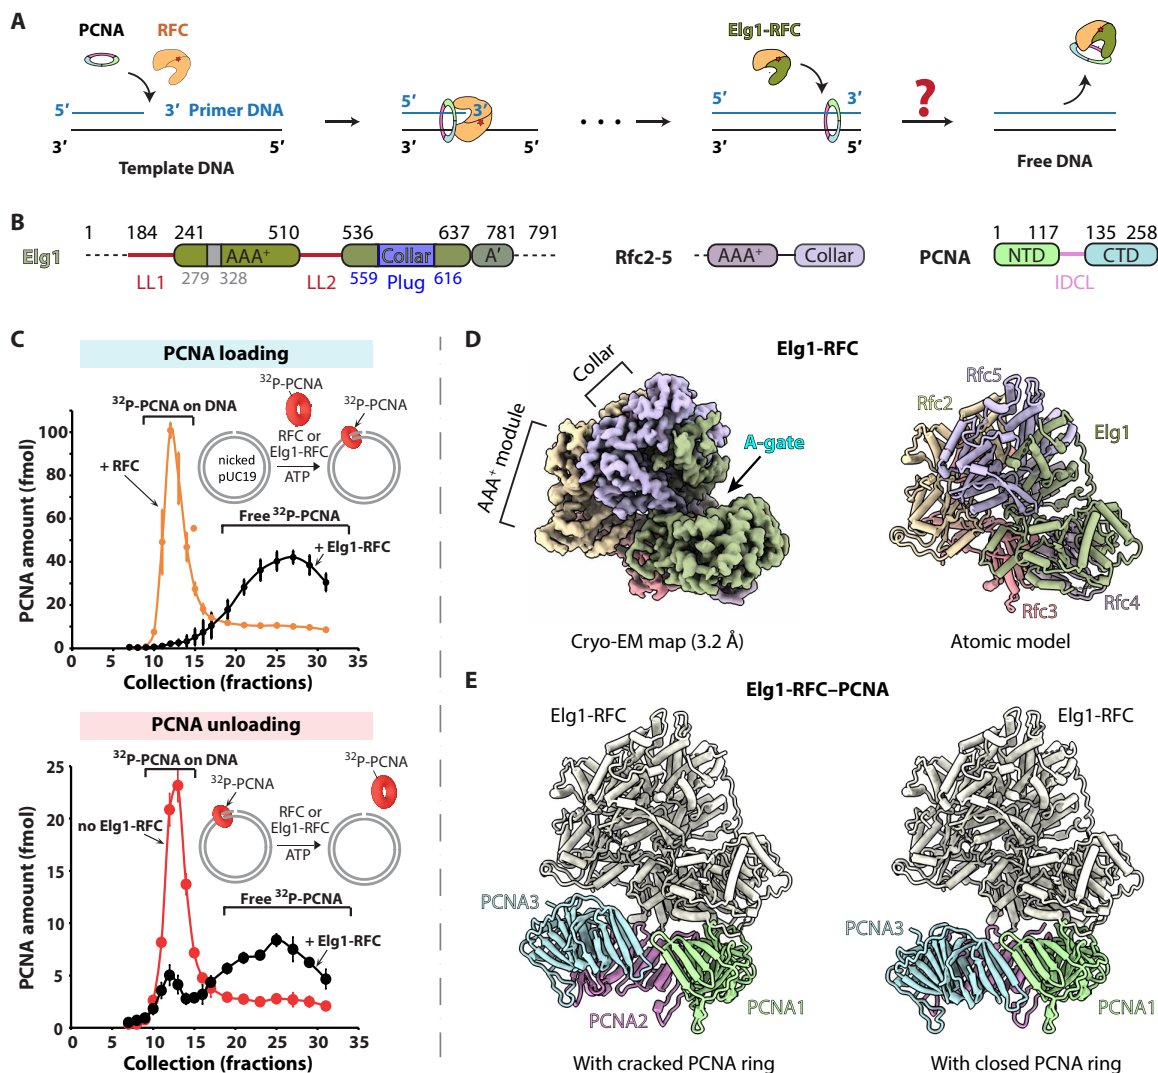 A
PCNA
RFC
5′
3′ Primer DNA
3′
5′
Template DNA
5′
3′
3′
5′
. . .
Elg1-RFC
5′
3′
3′
5′
?
Free DNA
B
1
184
241
510
536
637
781
791
Elg1
AAA+
Collar
A′
LL1
279
328
LL2
559
Plug
616
Rfc2-5
AAA+
Collar
PCNA
1
117
135
258
NTD
CTD
IDCL
C
PCNA loading
32P-PCNA on DNA
32P-PCNA
32P-PCNA
+ RFC
nicked
pUC19
RFC or
Elg1-RFC
ATP
Free 32P-PCNA
+ Elg1-RFC
PCNA amount (fmol)
100
80
60
40
20
0
0
5
10
15
20
25
30
35
Collection (fractions)
PCNA unloading
32P-PCNA on DNA
32P-PCNA
32P-PCNA
no Elg1-RFC
RFC or
Elg1-RFC
ATP
Free 32P-PCNA
+ Elg1-RFC
PCNA amount (fmol)
25
20
15
10
5
0
0
5
10
15
20
25
30
35
Collection (fractions)
D
Elg1-RFC
Collar
AAA+ module
A-gate
Cryo-EM map (3.2 Å)
Rfc5
Rfc2
Elg1
Rfc3
Rfc4
Atomic model
E
Elg1-RFC–PCNA
Elg1-RFC
PCNA3
PCNA2
PCNA1
With cracked PCNA ring
Elg1-RFC
PCNA3
PCNA1
With closed PCNA ring